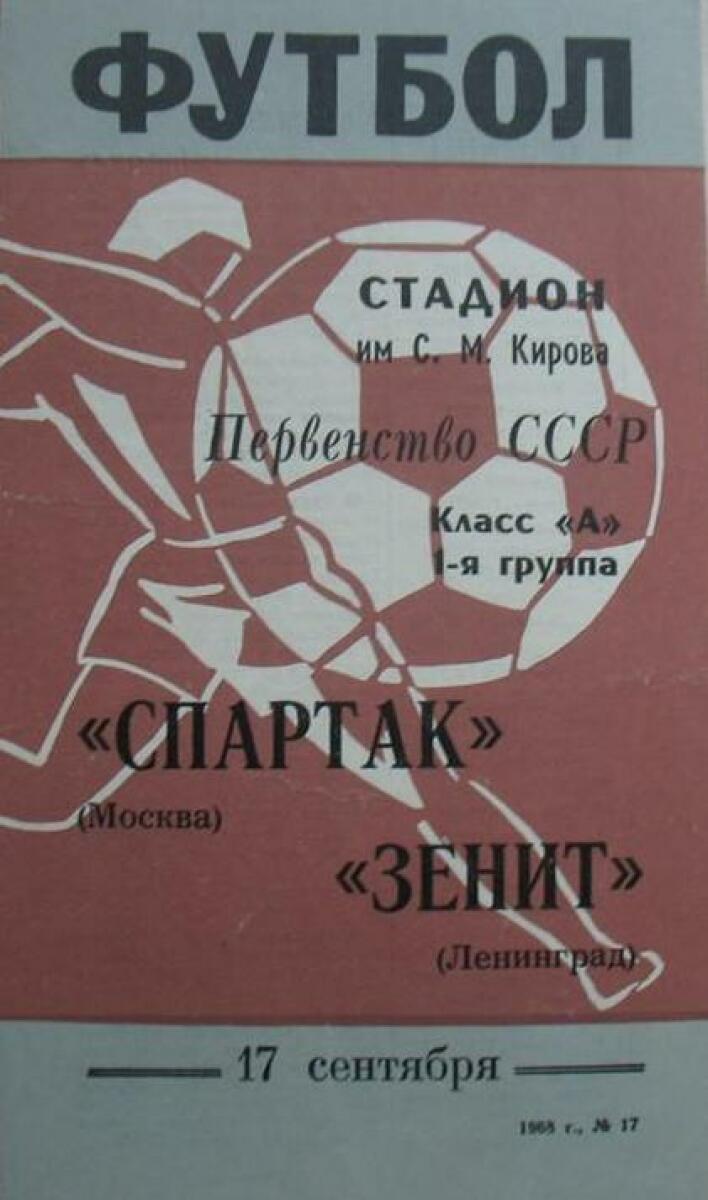 ФУТБОЛ
СТАДИОН
им С. М. Кирова
Первенство СССР
Класс «А»
1-я группа
«СПАРТАК»
(Москва)
«ЗЕНИТ»
(Ленинград)
17 сентября
1968 г., № 17